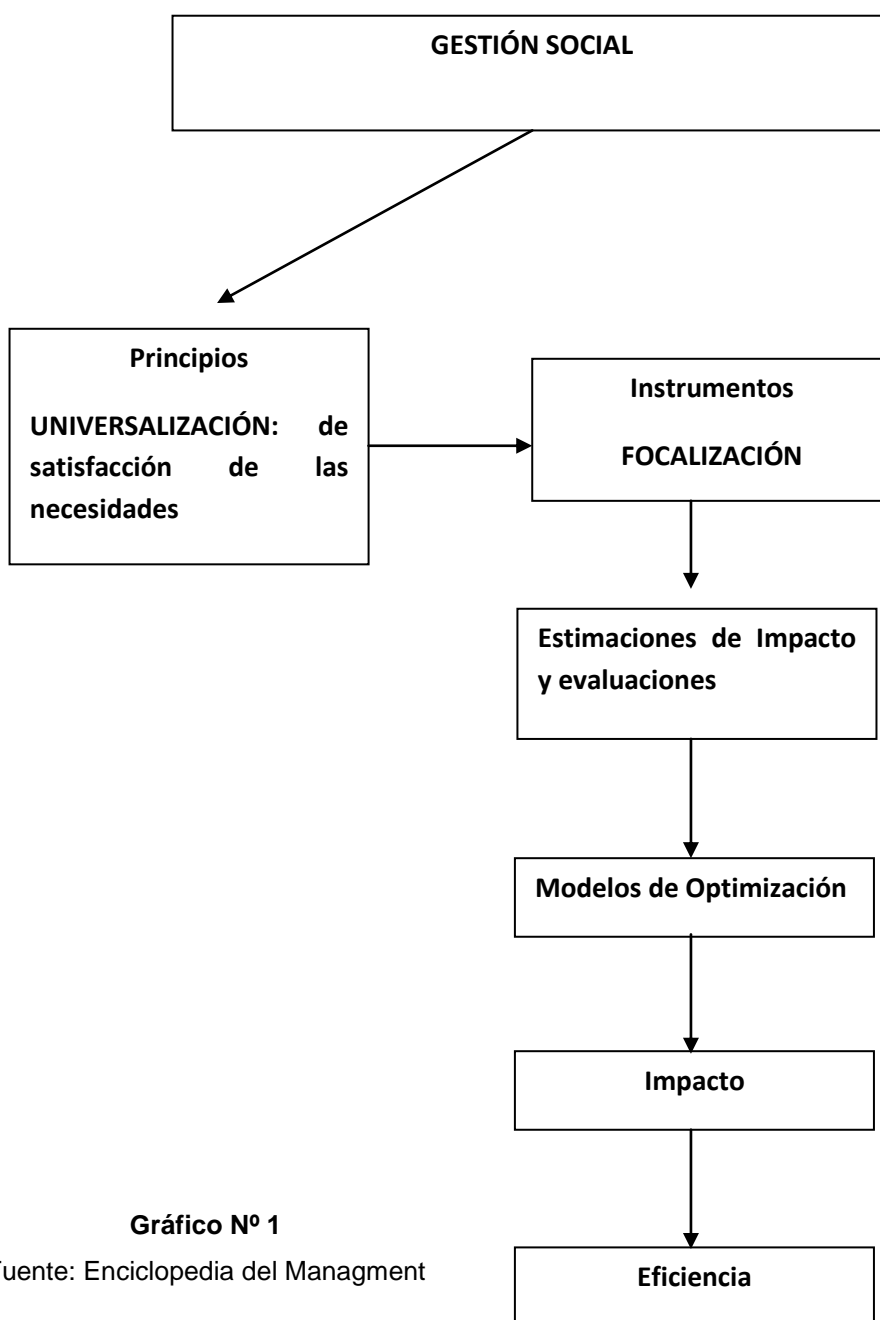 GESTIÓN SOCIAL
Principios
UNIVERSALIZACIÓN: de
satisfacción de las
necesidades
Instrumentos
FOCALIZACIÓN
Estimaciones de Impacto
y evaluaciones
Modelos de Optimización
Impacto
Eficiencia
Gráfico Nº 1
Fuente: Enciclopedia del Managment